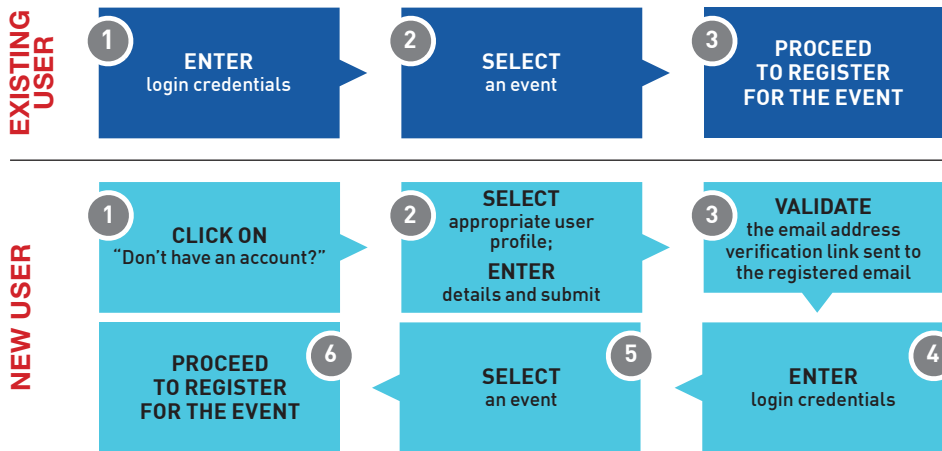 EXISTING
USER
1
ENTER
login credentials
2
SELECT
an event
3
PROCEED
TO REGISTER
FOR THE EVENT
NEW USER
1
CLICK ON
“Don’t have an account?”
2
SELECT
appropriate user
profile;
ENTER
details and submit
3
VALIDATE
the email address
verification link sent to
the registered email
4
ENTER
login credentials
5
SELECT
an event
6
PROCEED
TO REGISTER
FOR THE EVENT